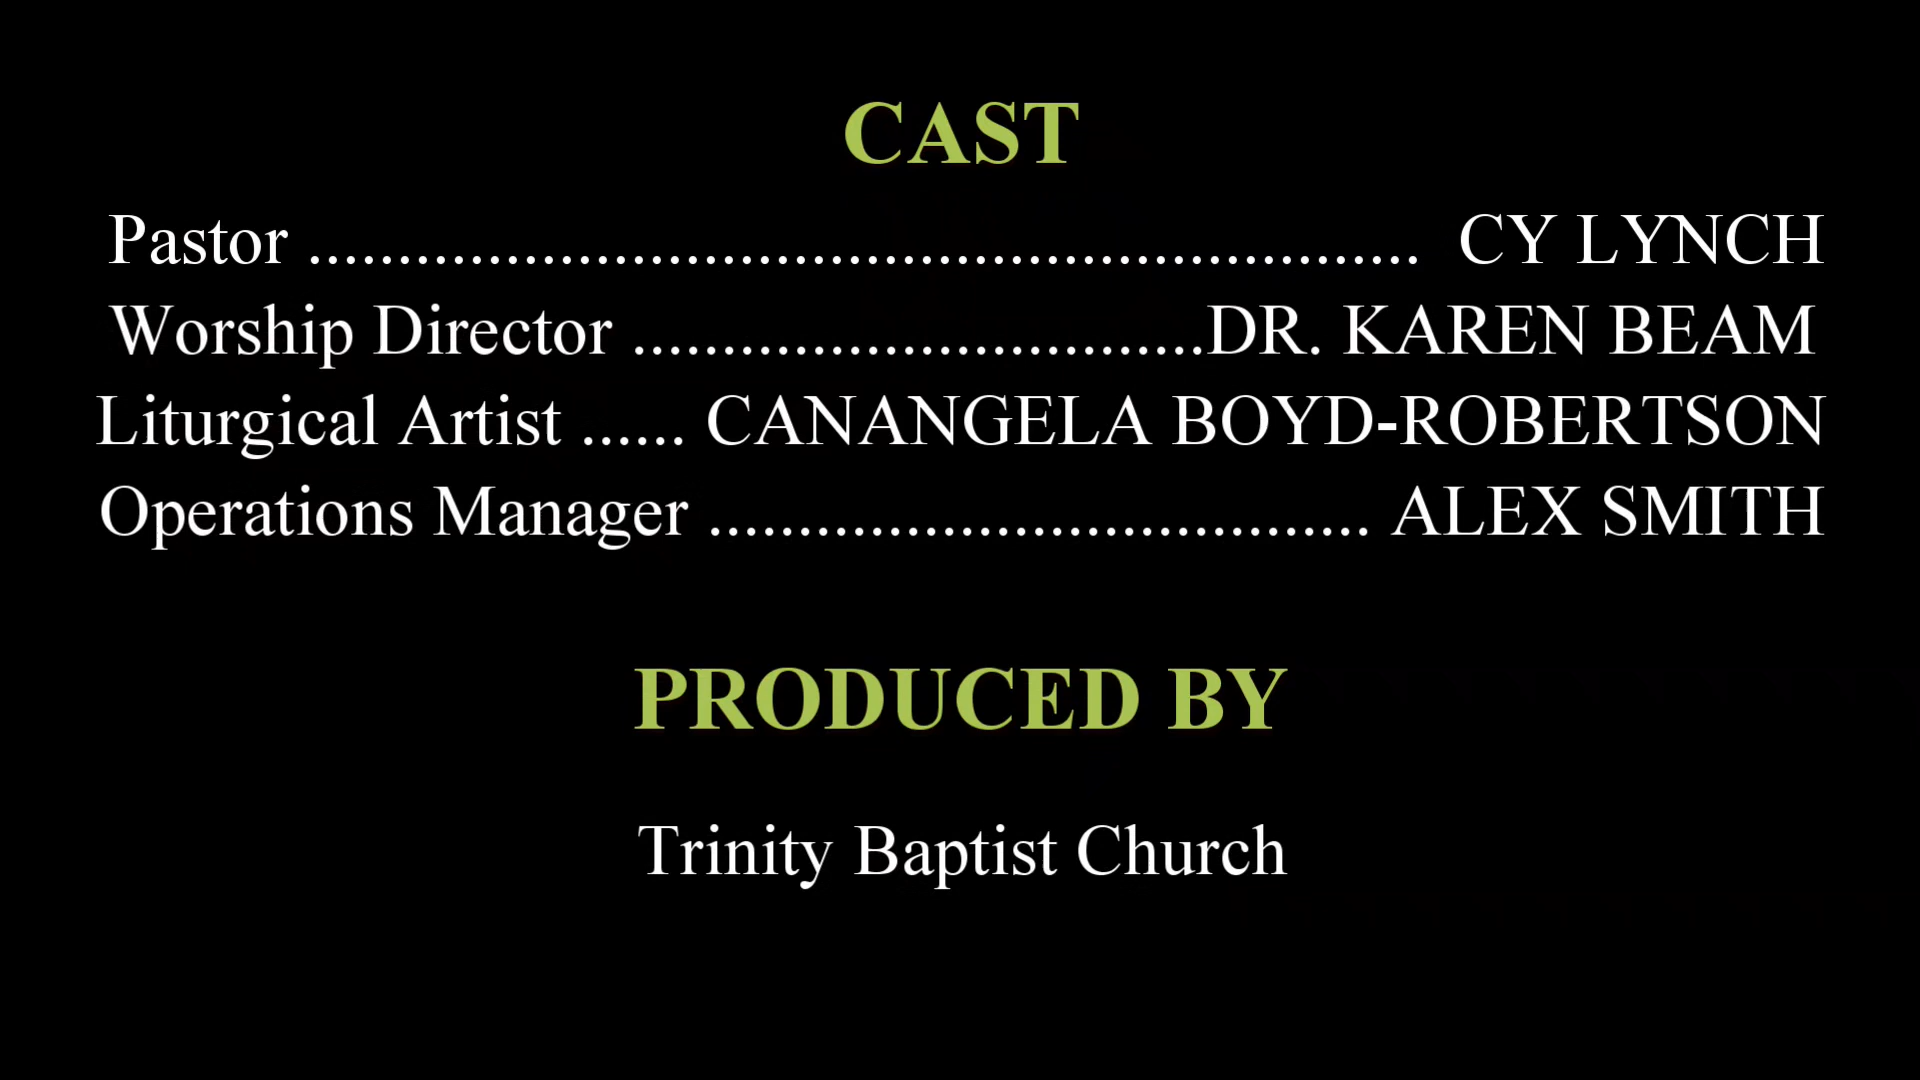 CAST
Pastor .............................................................. CY LYNCH
Worship Director ................................DR. KAREN BEAM
Liturgical Artist ...... CANANGELA BOYD-ROBERTSON
Operations Manager ..................................... ALEX SMITH
PRODUCED BY
Trinity Baptist Church